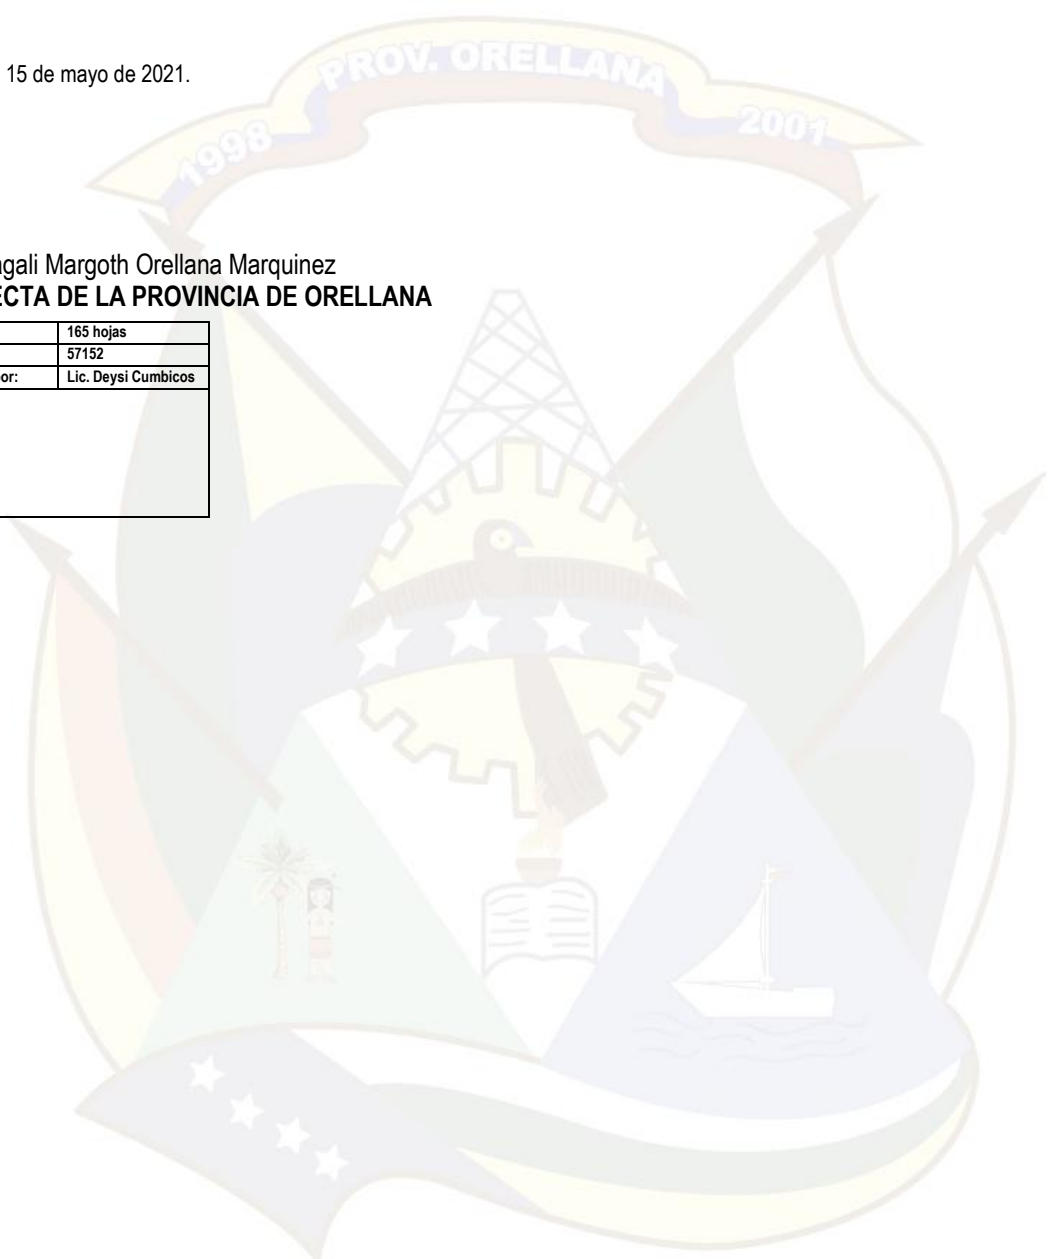 PROV. ORELLANA
1998
2001
15 de mayo de 2021.
agali Margoth Orellana Marquinez
ECTA DE LA PROVINCIA DE ORELLANA
165 hojas
57152
or: Lic. Deysi Cumbicos